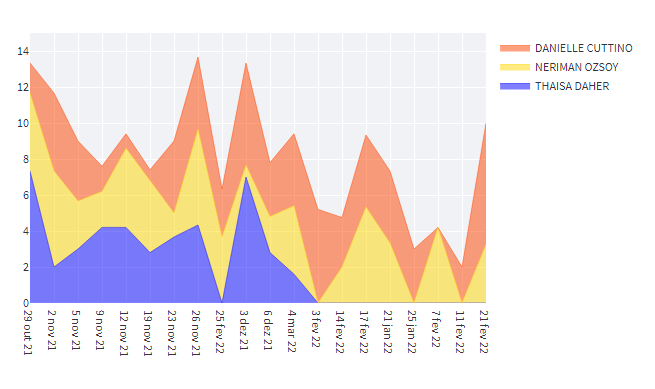 DANIELLE CUTTINO
NERIMAN OZSOY
THAISA DAHER
14
12
10
8
6
4
2
0
29 out 21
2 nov 21
5 nov 21
9 nov 21
12 nov 21
19 nov 21
23 nov 21
26 nov 21
25 fev 22
3 dez 21
6 dez 21
4 mar 22
3 fev 22
14 fev 22
17 fev 22
21 jan 22
25 jan 22
7 fev 22
11 fev 22
21 fev 22